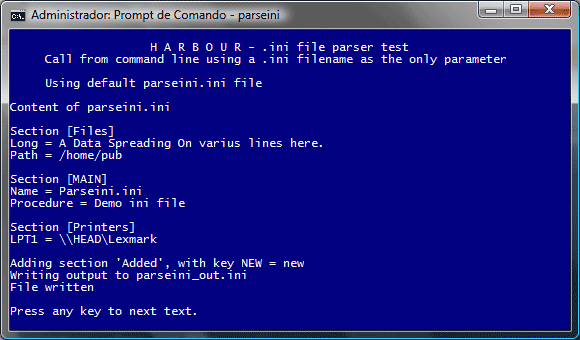 Administrador: Prompt de Comando - parseini
H A R B O U R - .ini file parser test
Call from command line using a .ini filename as the only parameter
Using default parseini.ini file
Content of parseini.ini
Section [Files]
Long = A Data Spreading On varius lines here.
Path = /home/pub
Section [MAIN]
Name = Parseini.ini
Procedure = Demo ini file
Section [Printers]
LPT1 = \\HEAD\Lexmark
Adding section 'Added', with key NEW = new
Writing output to parseini_out.ini
File written
Press any key to next text.